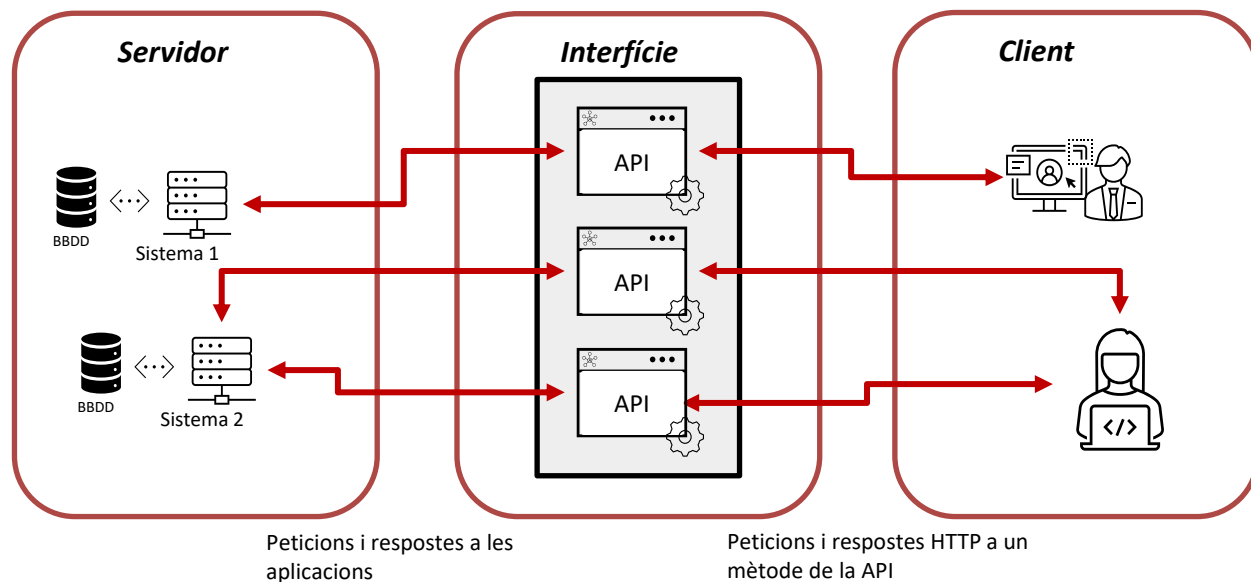 Servidor
Interfície
Client
API
BBDD
Sistema 1
API
BBDD
Sistema 2
API
</>
Peticions i respostes a les
aplicacions
Peticions i respostes HTTP a un
mètode de la API